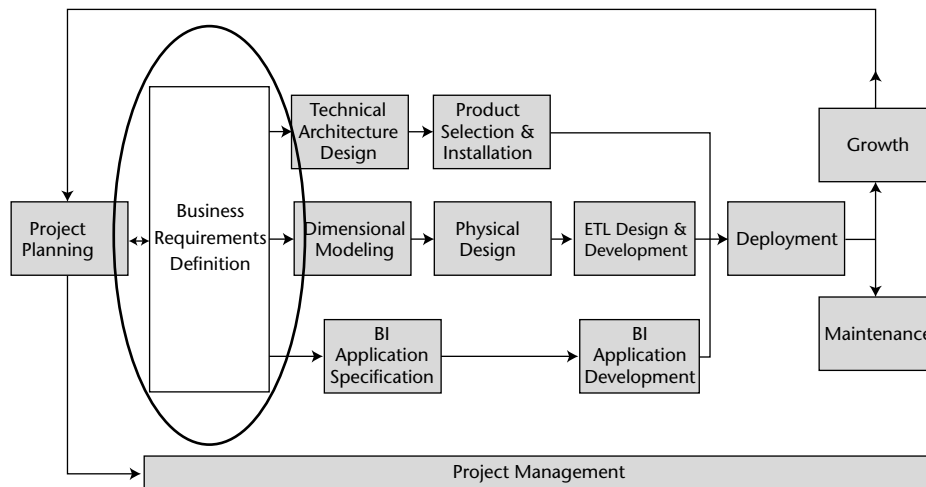 Technical
Architecture
Design
Product
Selection &
Installation
Growth
Project
Planning
Business
Requirements
Definition
Dimensional
Modeling
Physical
Design
ETL Design &
Development
Deployment
BI
Application
Specification
BI
Application
Development
Maintenance
Project Management